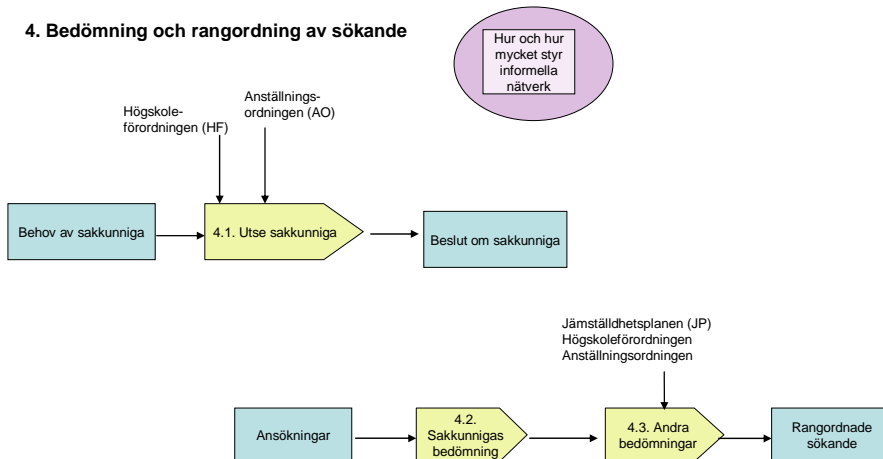 4. Bedömning och rangordning av sökande
Hur och hur
mycket styr
informella
nätverk
Anställnings-
ordningen (AO)
Högskole-
förordningen (HF)
Behov av sakkunniga
4.1. Utse sakkunniga
Beslut om sakkunniga
Jämställdhetsplanen (JP)
Högskoleförordningen
Anställningsordningen
Ansökningar
4.2.
Sakkunnigas
bedömning
4.3. Andra
bedömningar
Rangordnade
sökande